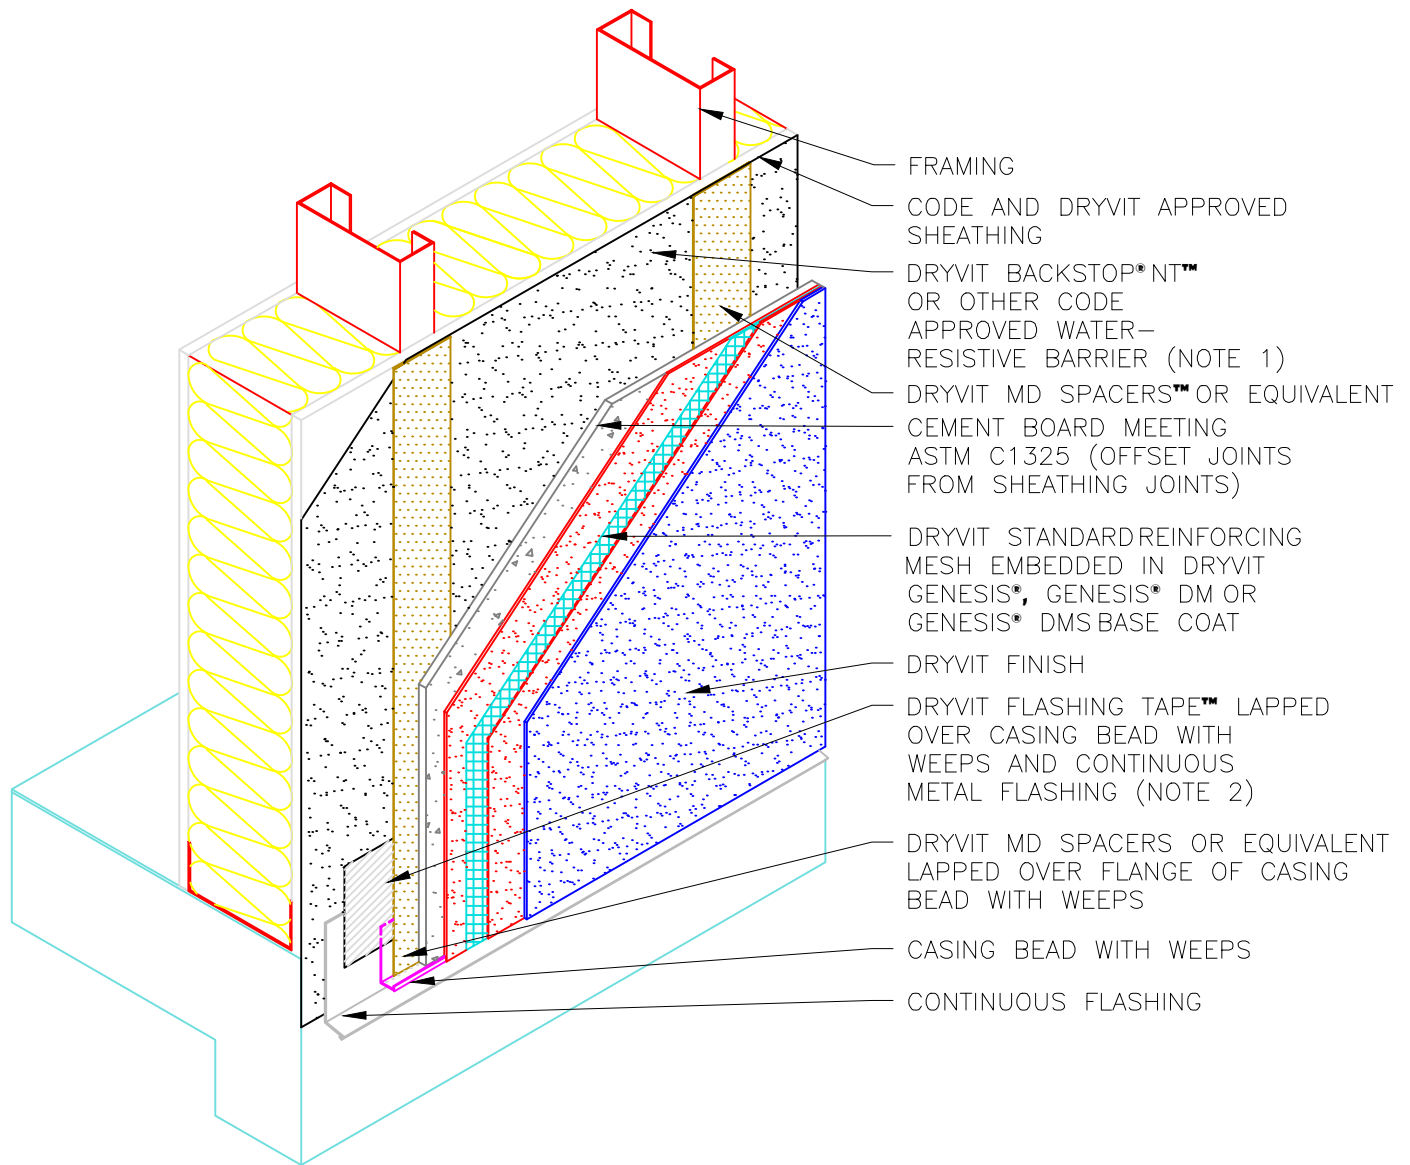 FRAMING
CODE AND DRYVIT APPROVED
SHEATHING
DRYVIT BACKSTOP® NT™
OR OTHER CODE
APPROVED WATER-
RESISTIVE BARRIER (NOTE 1)
DRYVIT MD SPACERS™ OR EQUIVALENT
CEMENT BOARD MEETING
ASTM C1325 (OFFSET JOINTS
FROM SHEATHING JOINTS)
DRYVIT STANDARD REINFORCING
MESH EMBEDDED IN DRYVIT
GENESIS®, GENESIS® DM OR
GENESIS® DMS BASE COAT
DRYVIT FINISH
DRYVIT FLASHING TAPE™ LAPPED
OVER CASING BEAD WITH
WEEPS AND CONTINUOUS
METAL FLASHING (NOTE 2)
DRYVIT MD SPACERS OR EQUIVALENT
LAPPED OVER FLANGE OF CASING
BEAD WITH WEEPS
CASING BEAD WITH WEEPS
CONTINUOUS FLASHING